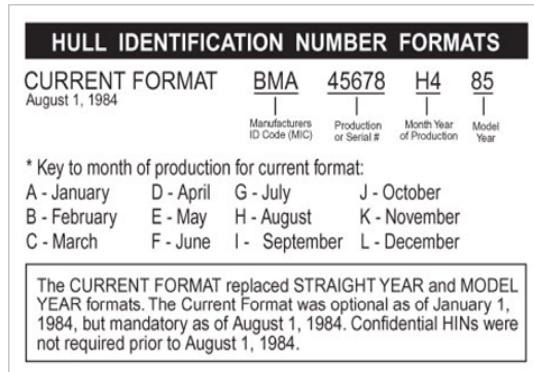 HULL IDENTIFICATION NUMBER FORMATS
CURRENT FORMAT BMA 45678 H4 85
August 1, 1984
Manufacturers ID Code (MIC)
Production or Serial #
Month Year of Production
Model Year
* Key to month of production for current format:
A - January D - April G - July J - October
B - February E - May H - August K - November
C - March F - June I - September L - December
The CURRENT FORMAT replaced STRAIGHT YEAR and MODEL
YEAR formats. The Current Format was optional as of January 1,
1984, but mandatory as of August 1, 1984. Confidential HINs were
not required prior to August 1, 1984.